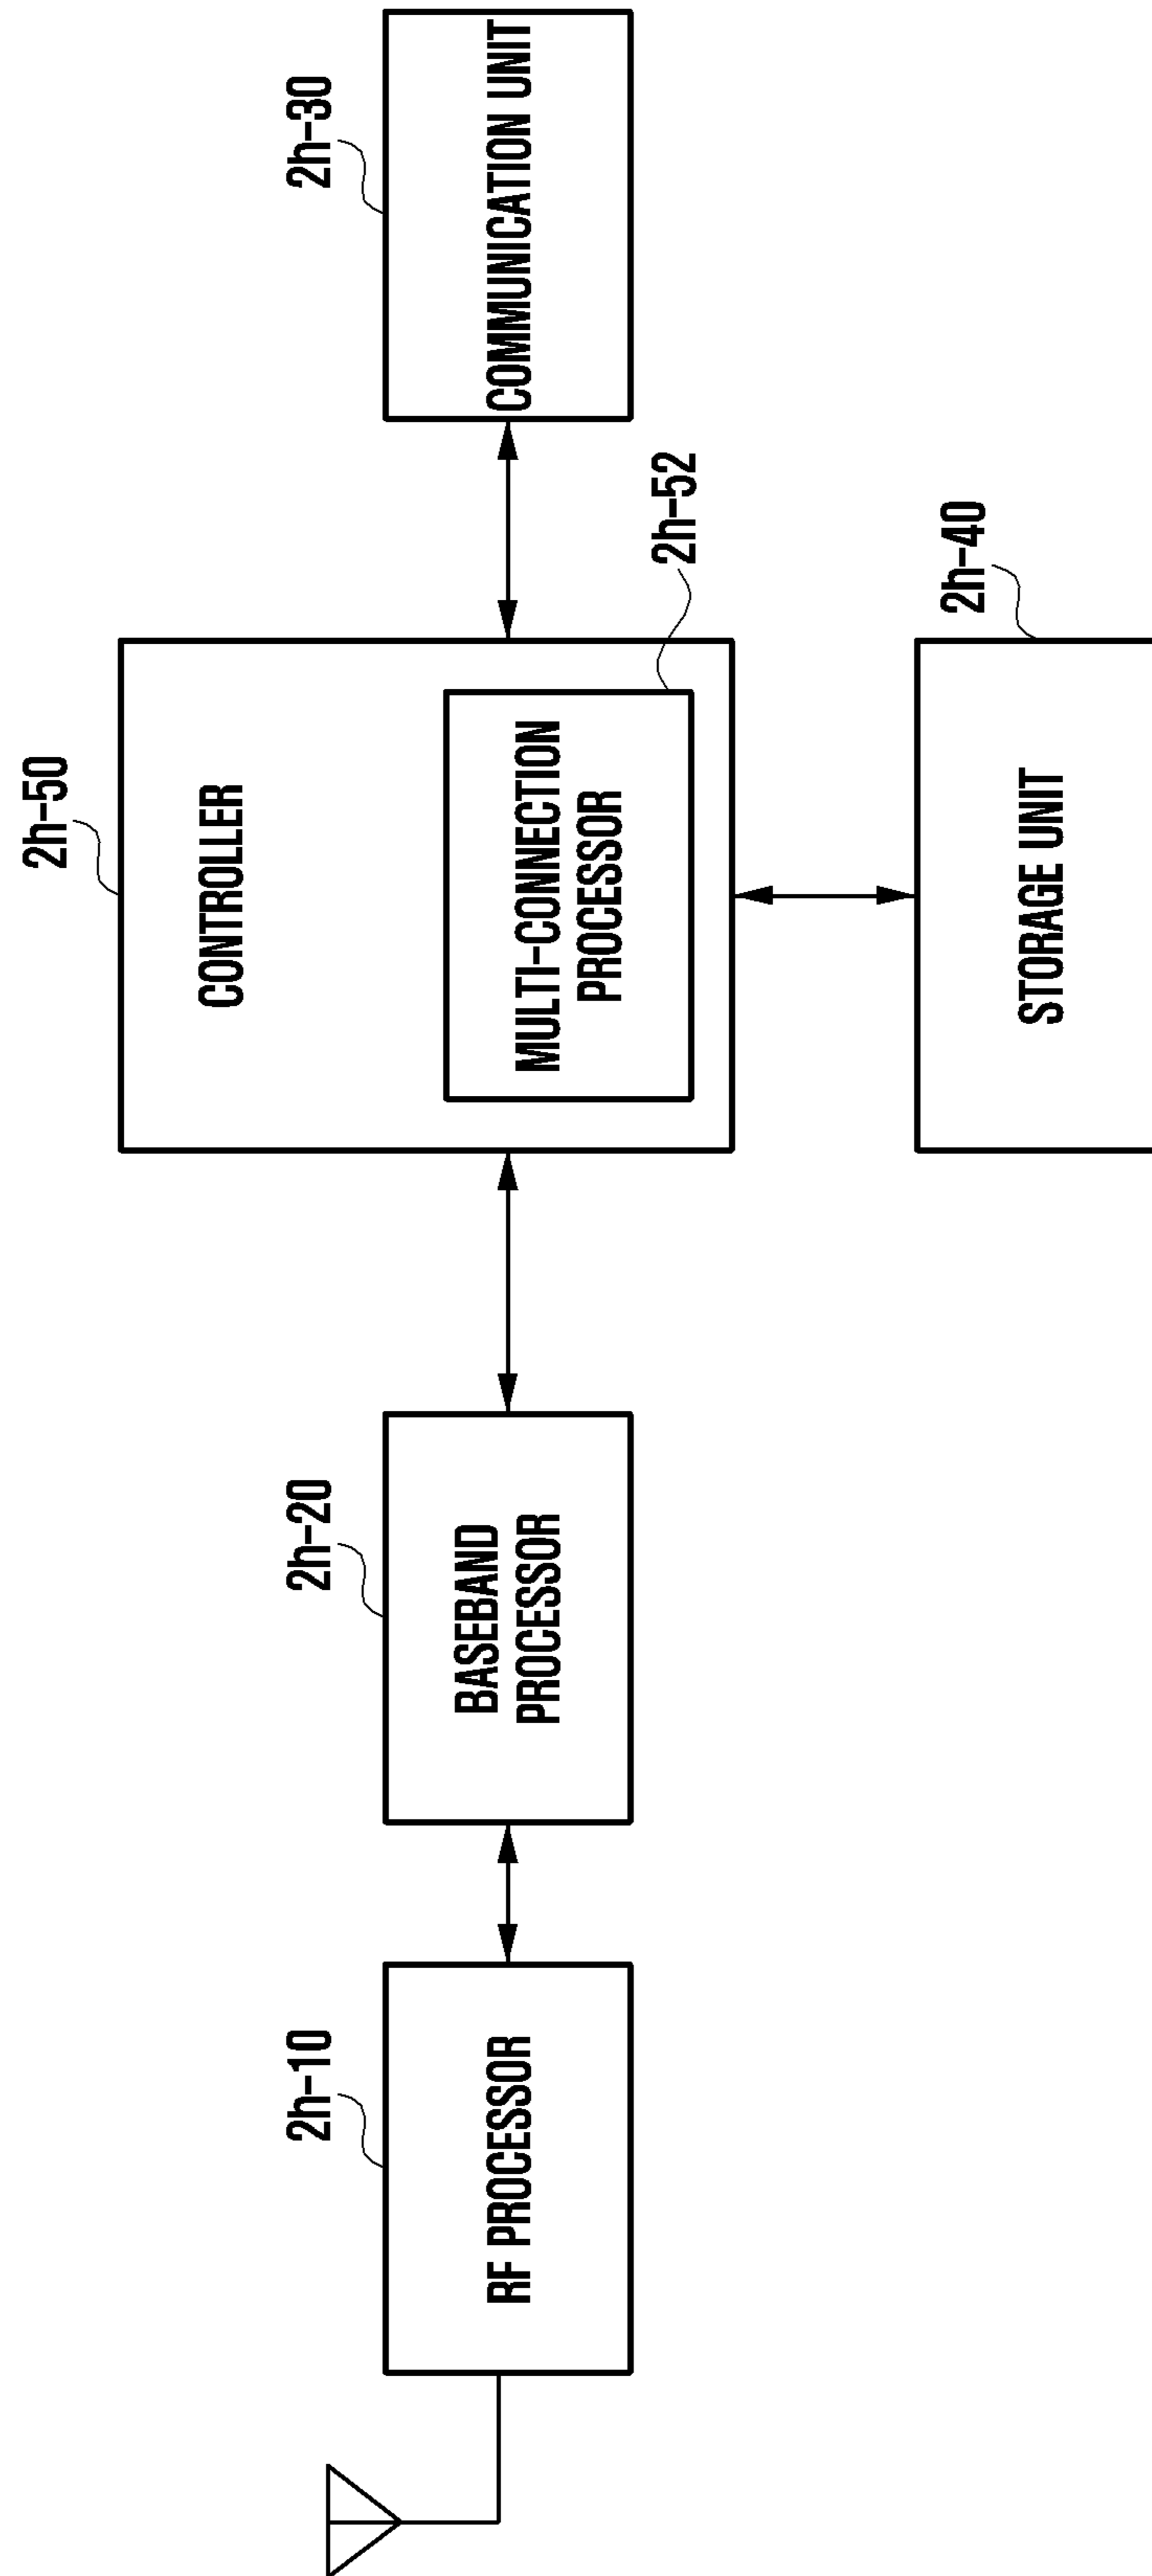 2h-50
2h-10
2h-20
2h-30
CONTROLLER
RF PROCESSOR
BASEBAND
PROCESSOR
MULTI-CONNECTION
PROCESSOR
COMMUNICATION UNIT
2h-52
2h-40
STORAGE UNIT